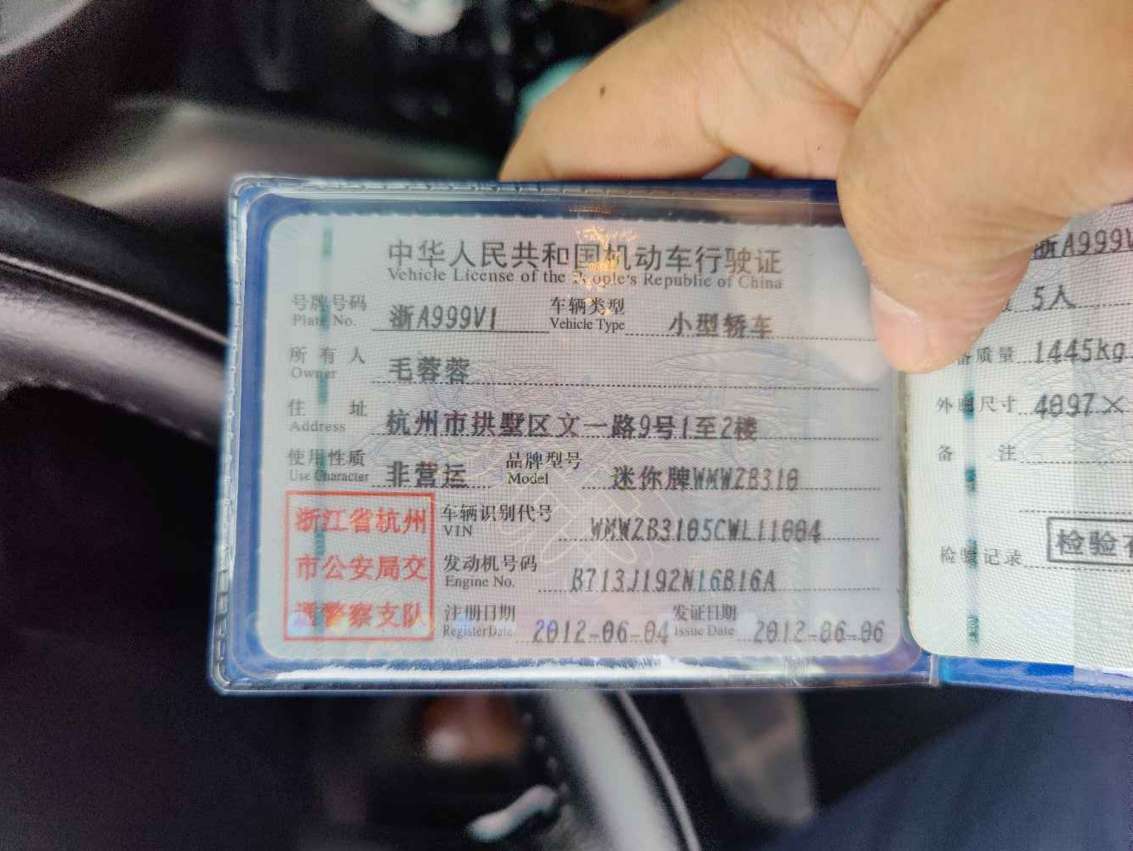 中华人民共和国机动车行驶证
Vehicle License of the People's Republic of China
号牌号码 浙A999V1 车辆类型 小型轿车
Plate No. Vehicle Type
所有人 毛蓉蓉
Owner
住址 杭州市拱墅区文一路9号1至2楼
Address
使用性质 非营运 品牌型号 迷你牌WMWZB310
Use Character Model
浙江省杭州
市公安局交
通警察支队
车辆识别代号 WMWZB3105CWL11004
VIN
发动机号码 B713J192N16B16A
Engine No.
注册日期 2012-06-04 发证日期 2012-06-06
Register Date Issue Date
浙A999V
5人
备质量 1445kg
外廓尺寸 4097×
备注
检验记录 检验有